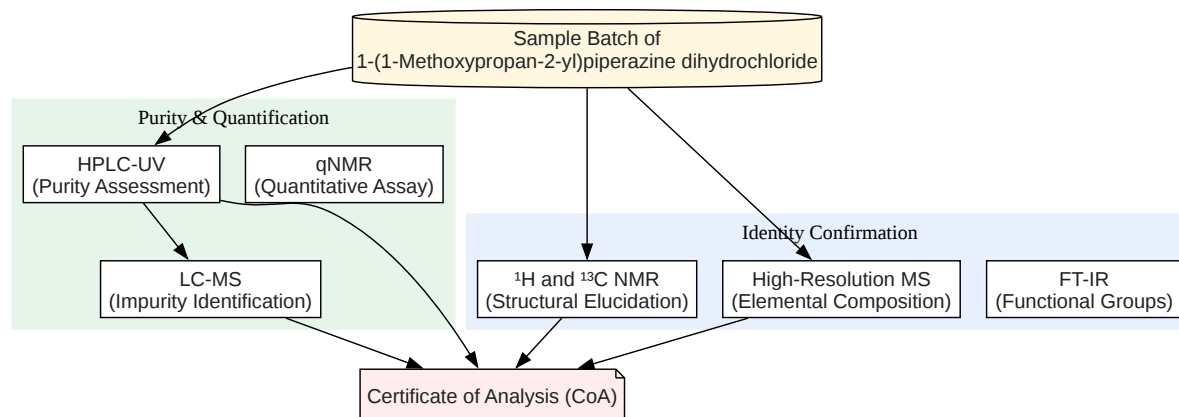 Sample Batch of
1-(1-Methoxypropan-2-yl)piperazine dihydrochloride
Purity & Quantification
HPLC-UV
(Purity Assessment)
qNMR
(Quantitative Assay)
LC-MS
(Impurity Identification)
Identity Confirmation
¹H and ¹³C NMR
(Structural Elucidation)
High-Resolution MS
(Elemental Composition)
FT-IR
(Functional Groups)
Certificate of Analysis (CoA)